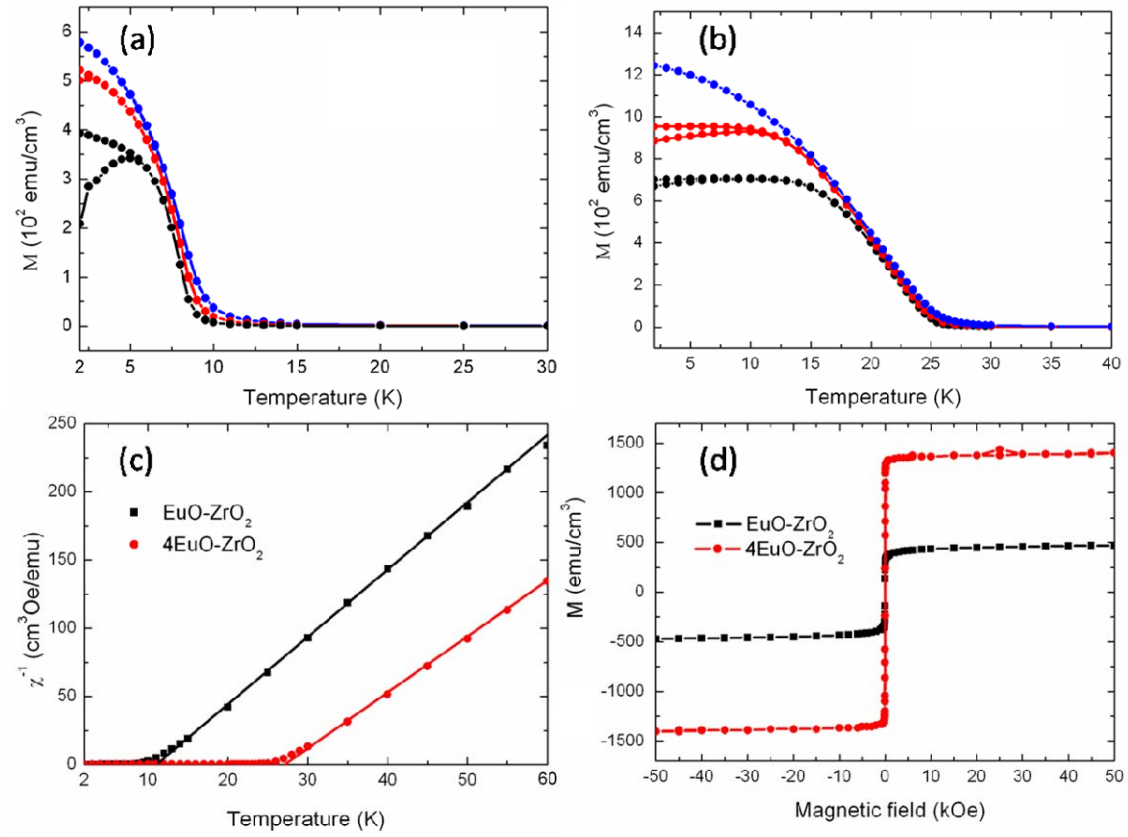 (a)
M (10² emu/cm³)
6
5
4
3
2
1
0
2 5 10 15 20 25 30
Temperature (K)
(b)
M (10² emu/cm³)
14
12
10
8
6
4
2
0
5 10 15 20 25 30 35 40
Temperature (K)
(c)
EuO-ZrO₂
4EuO-ZrO₂
χ⁻¹ (cm³Oe/emu)
250
200
150
100
50
0
2 10 20 30 40 50 60
Temperature (K)
(d)
EuO-ZrO₂
4EuO-ZrO₂
M (emu/cm³)
1500
1000
500
0
-500
-1000
-1500
-50 -40 -30 -20 -10 0 10 20 30 40 50
Magnetic field (kOe)